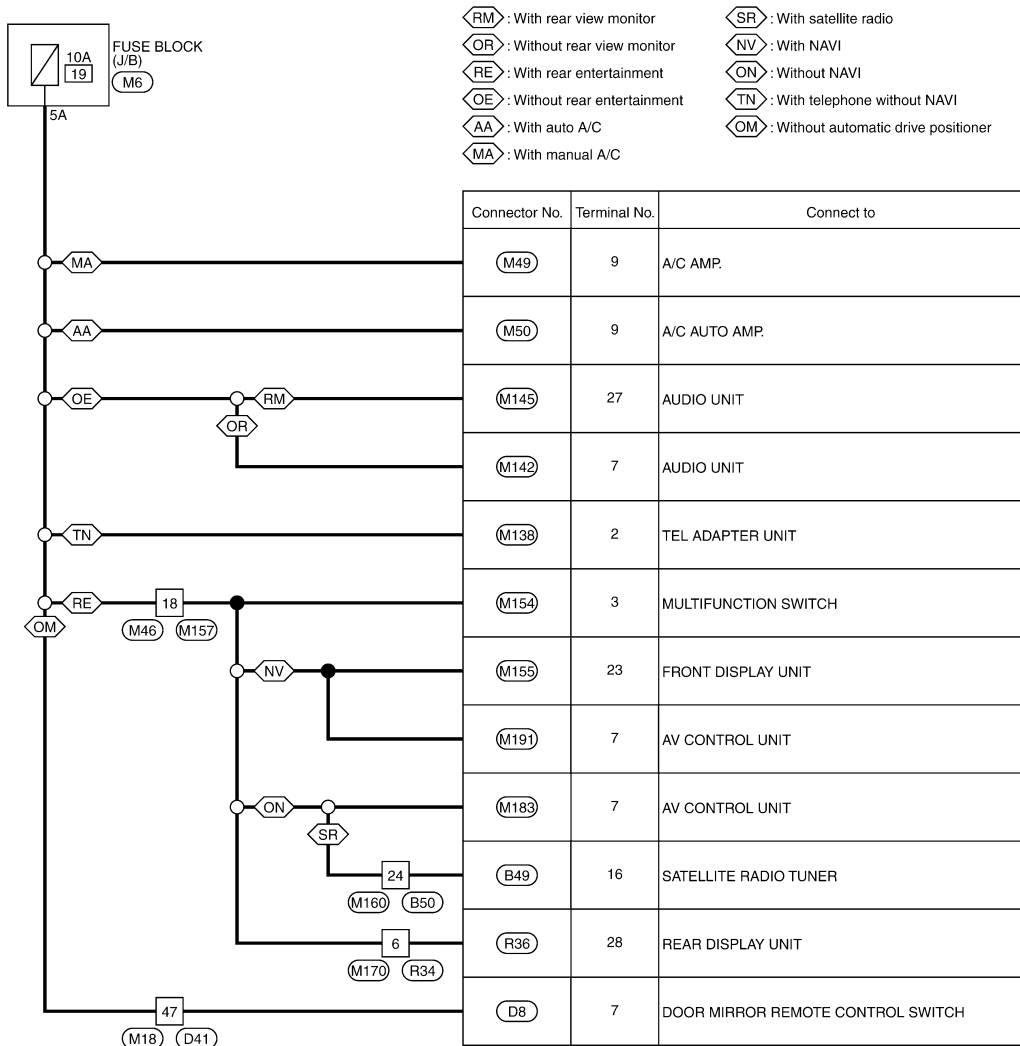 RM : With rear view monitor
OR : Without rear view monitor
RE : With rear entertainment
OE : Without rear entertainment
AA : With auto A/C
MA : With manual A/C
SR : With satellite radio
NV : With NAVI
ON : Without NAVI
TN : With telephone without NAVI
OM : Without automatic drive positioner
10A
19
FUSE BLOCK
(J/B)
M6
5A
Connector No. Terminal No. Connect to
MA M49 9 A/C AMP.
AA M50 9 A/C AUTO AMP.
OE RM M145 27 AUDIO UNIT
OR
M142 7 AUDIO UNIT
TN M138 2 TEL ADAPTER UNIT
RE 18 M154 3 MULTIFUNCTION SWITCH
OM M46 M157
NV M155 23 FRONT DISPLAY UNIT
M191 7 AV CONTROL UNIT
ON M183 7 AV CONTROL UNIT
SR
24 B49 16 SATELLITE RADIO TUNER
M160 B50
6 R36 28 REAR DISPLAY UNIT
M170 R34
47 D8 7 DOOR MIRROR REMOTE CONTROL SWITCH
M18 D41